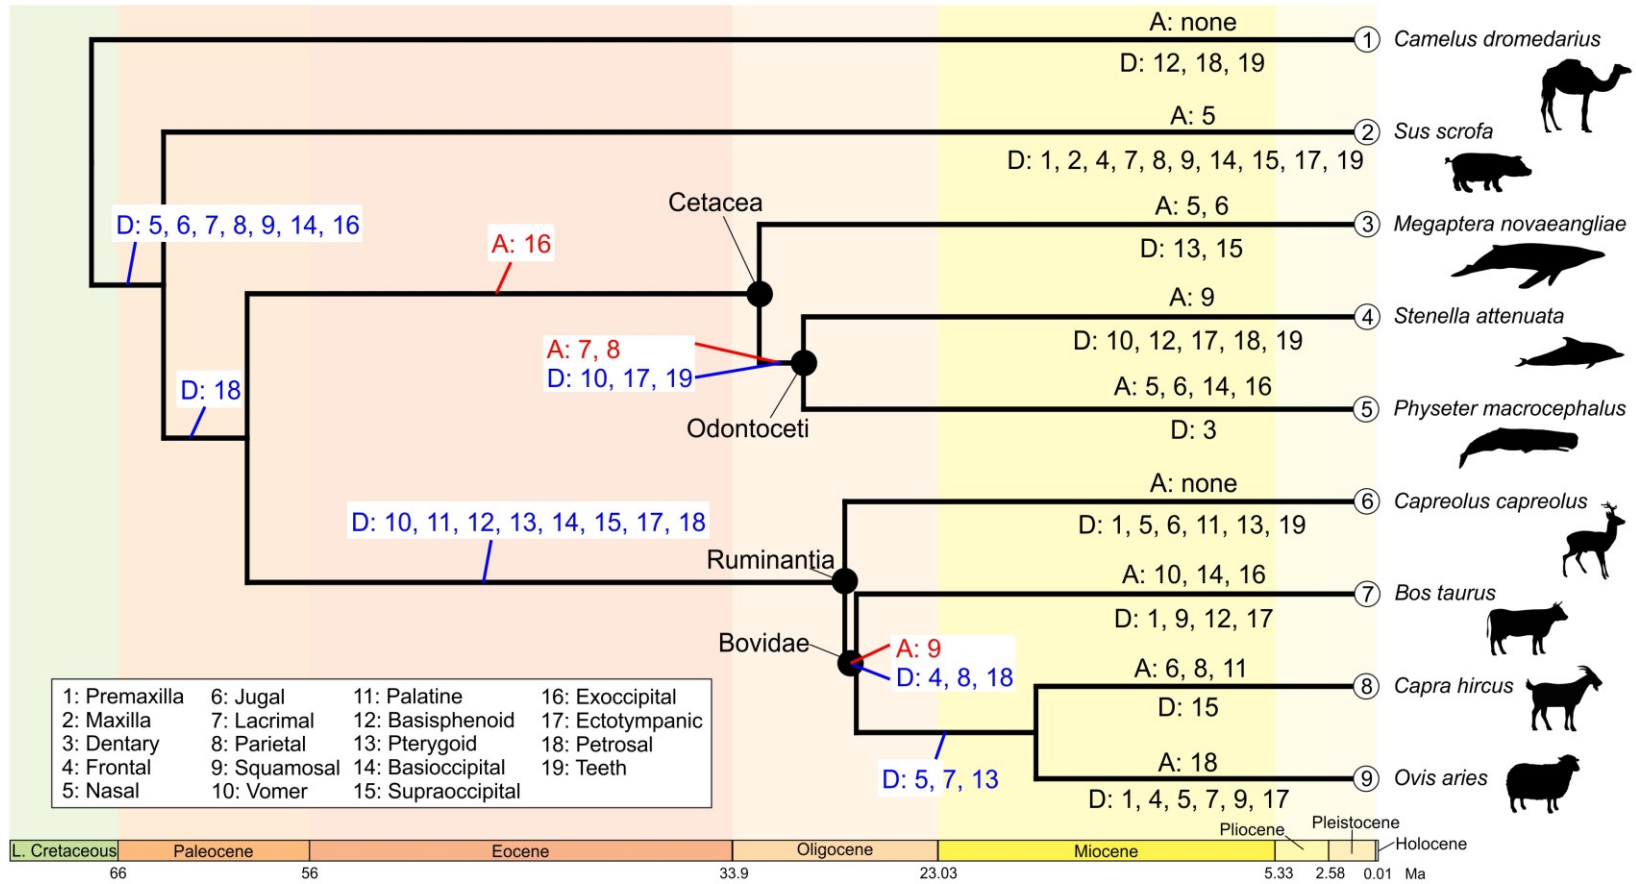 A: none
① Camelus dromedarius
D: 12, 18, 19
A: 5
② Sus scrofa
D: 1, 2, 4, 7, 8, 9, 14, 15, 17, 19
Cetacea
A: 5, 6
D: 5, 6, 7, 8, 9, 14, 16
③ Megaptera novaeangliae
A: 16
D: 13, 15
A: 9
④ Stenella attenuata
D: 10, 12, 17, 18, 19
A: 7, 8
D: 10, 17, 19
D: 18
A: 5, 6, 14, 16
⑤ Physeter macrocephalus
Odontoceti
D: 3
A: none
⑥ Capreolus capreolus
D: 10, 11, 12, 13, 14, 15, 17, 18
D: 1, 5, 6, 11, 13, 19
Ruminantia
A: 10, 14, 16
⑦ Bos taurus
D: 1, 9, 12, 17
Bovidae
A: 9
D: 4, 8, 18
A: 6, 8, 11
⑧ Capra hircus
D: 15
A: 18
D: 5, 7, 13
⑨ Ovis aries
D: 1, 4, 5, 7, 9, 17
1: Premaxilla 6: Jugal 11: Palatine 16: Exoccipital
2: Maxilla 7: Lacrimal 12: Basisphenoid 17: Ectotympanic
3: Dentary 8: Parietal 13: Pterygoid 18: Petrosal
4: Frontal 9: Squamosal 14: Basioccipital 19: Teeth
5: Nasal 10: Vomer 15: Supraoccipital
Pliocene Pleistocene Holocene
L. Cretaceous Paleocene Eocene Oligocene Miocene
66 56 33.9 23.03 5.33 2.58 0.01 Ma